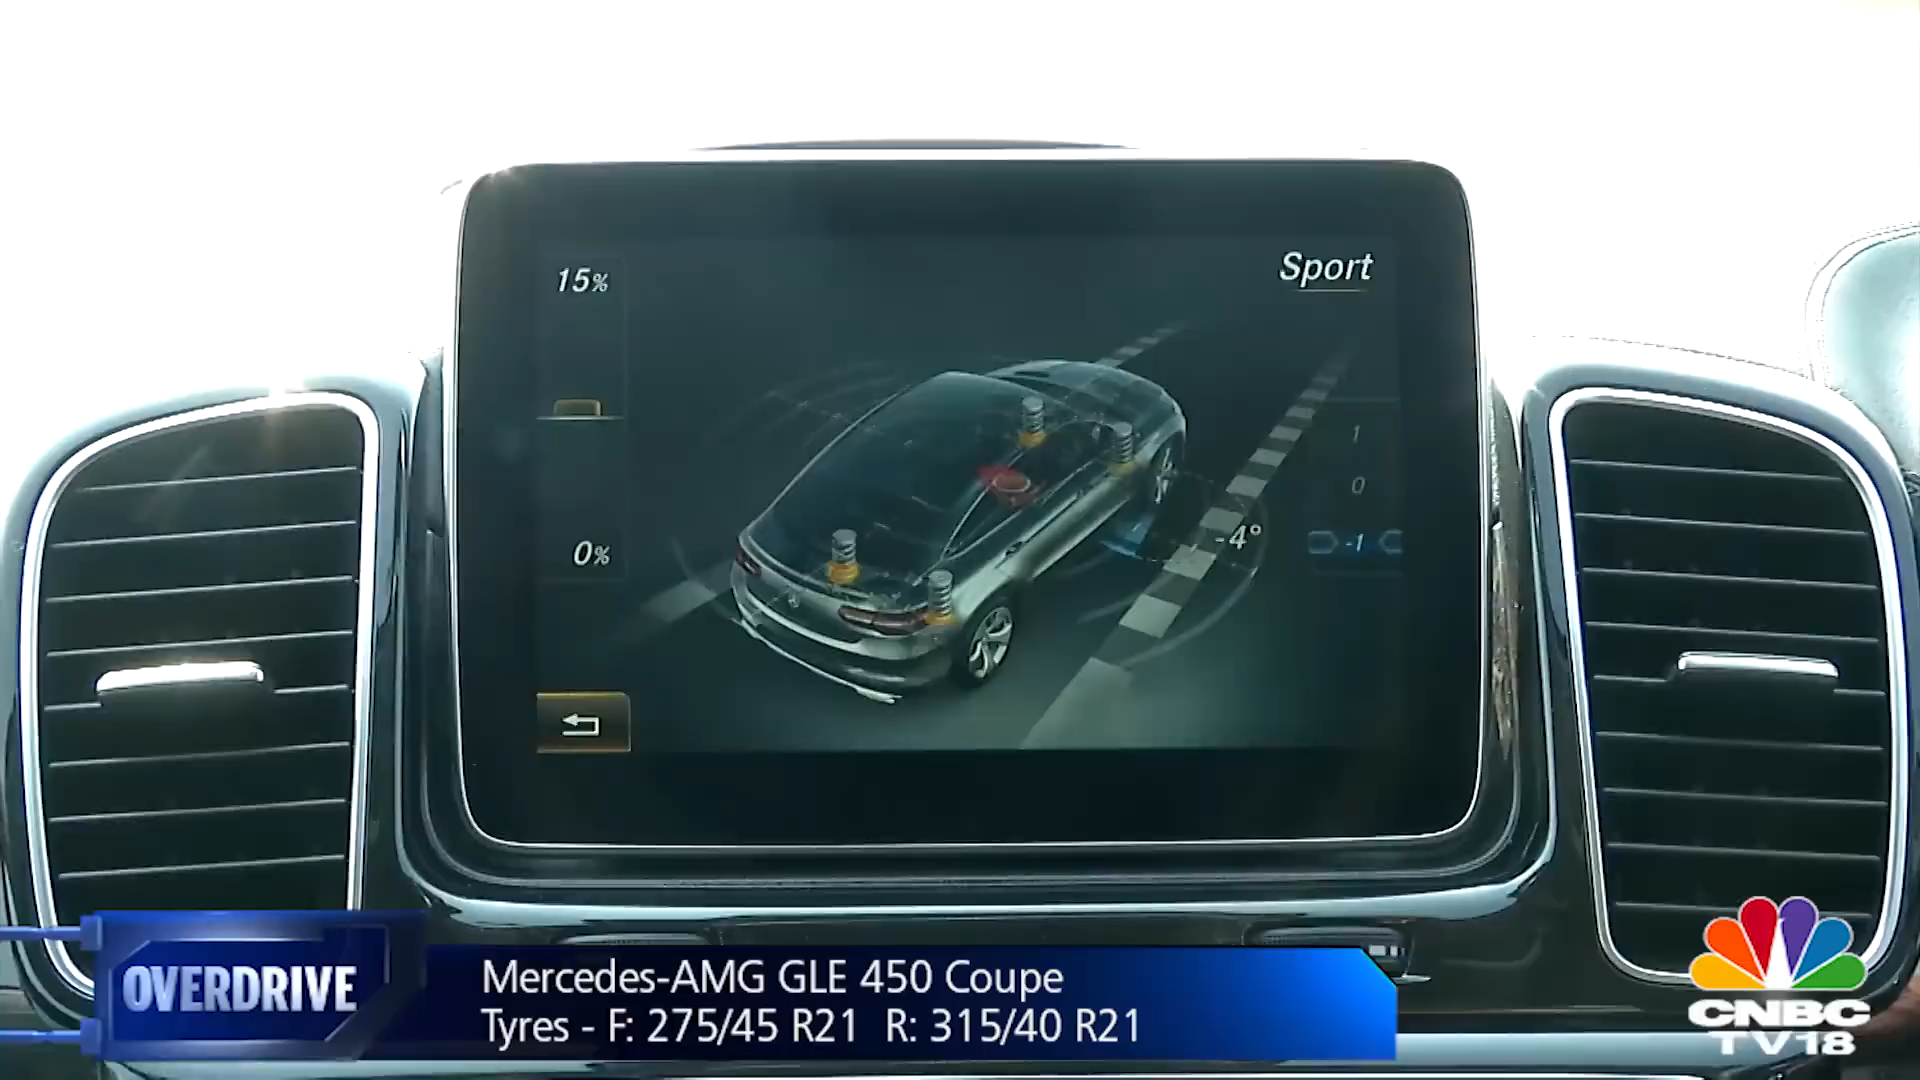 15%
Sport
1
0
-4°
-1
0%
OVERDRIVE
Mercedes-AMG GLE 450 Coupe
Tyres - F: 275/45 R21 R: 315/40 R21
CNBC
TV18